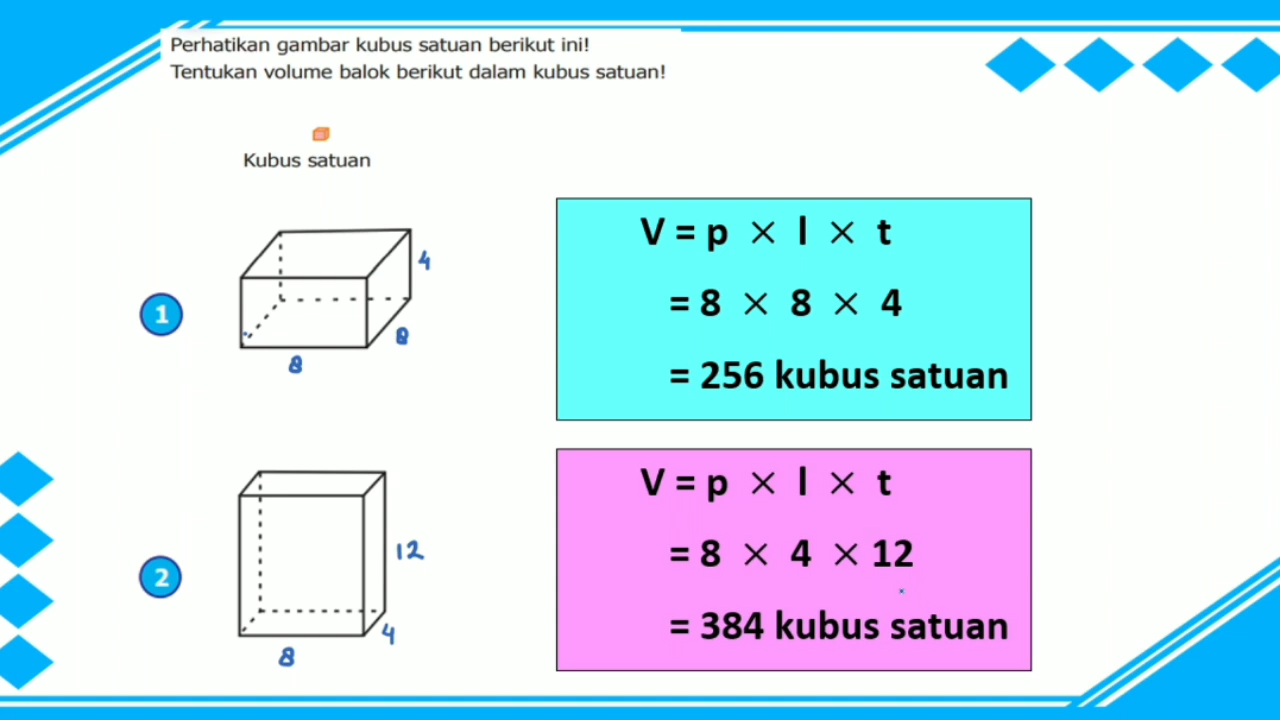 Perhatikan gambar kubus satuan berikut ini!
Tentukan volume balok berikut dalam kubus satuan!
Kubus satuan
1
4
8
8
V = p × l × t
= 8 × 8 × 4
= 256 kubus satuan
2
12
4
8
V = p × l × t
= 8 × 4 × 12
= 384 kubus satuan